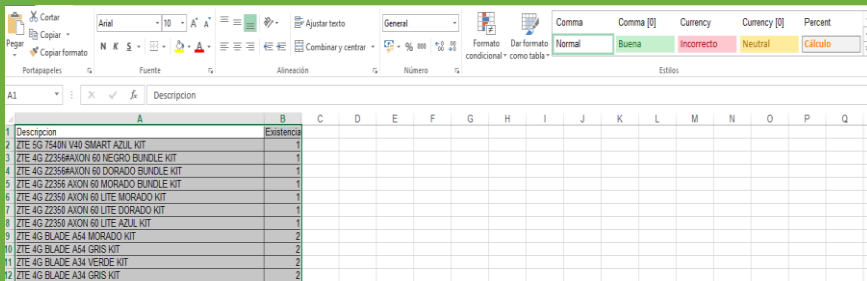 Cortar
Copiar
Copiar formato
Pegar
Portapapeles
Arial
10
A A
N K S
A
Fuente
Ajustar texto
Combinar y centrar
Alineación
General
% 000
Número
Formato condicional
Dar formato como tabla
Comma Comma [0] Currency Currency [0] Percent
Normal Buena Incorrecto Neutral Cálculo
Estilos
A1 fx Descripcion
A B C D E F G H I J K L M N O P Q
1 Descripcion Existencia
2 ZTE 5G 7540N V40 SMART AZUL KIT 1
3 ZTE 4G Z2356#AXON 60 NEGRO BUNDLE KIT 1
4 ZTE 4G Z2356#AXON 60 DORADO BUNDLE KIT 1
5 ZTE 4G Z2356 AXON 60 MORADO BUNDLE KIT 1
6 ZTE 4G Z2350 AXON 60 LITE MORADO KIT 1
7 ZTE 4G Z2350 AXON 60 LITE DORADO KIT 1
8 ZTE 4G Z2350 AXON 60 LITE AZUL KIT 1
9 ZTE 4G BLADE A54 MORADO KIT 2
10 ZTE 4G BLADE A54 GRIS KIT 2
11 ZTE 4G BLADE A34 VERDE KIT 2
12 ZTE 4G BLADE A34 GRIS KIT 2